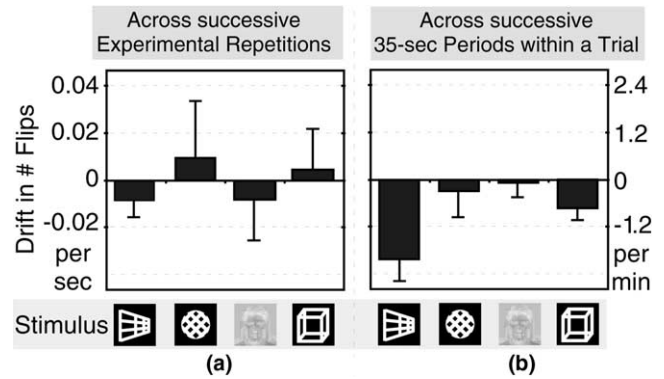 Across successive
Experimental Repetitions
Across successive
35-sec Periods within a Trial
Drift in # Flips
0.04
0.02
0
-0.02
per
sec
2.4
1.2
0
-1.2
per
min
Stimulus
(a)
(b)